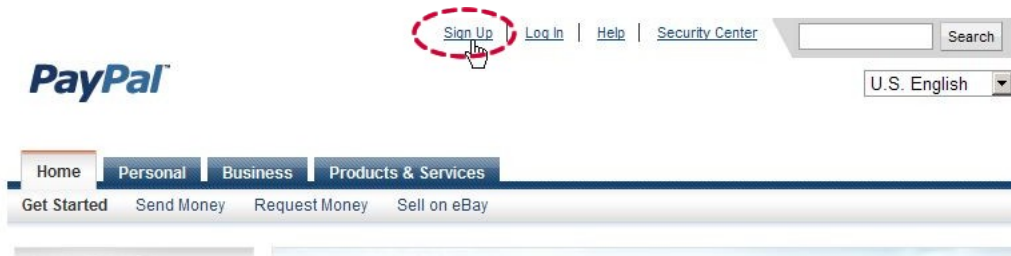 Sign Up | Log In | Help | Security Center Search
PayPal™
U.S. English
Home Personal Business Products & Services
Get Started Send Money Request Money Sell on eBay